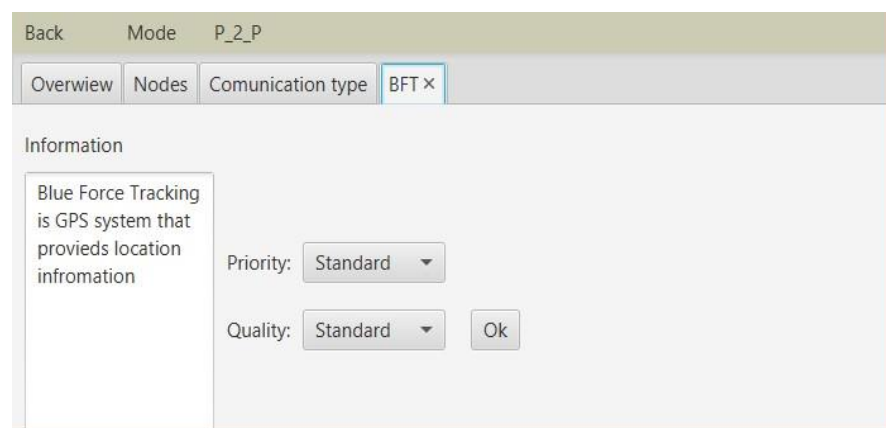 Back Mode P_2_P
Overwiew Nodes Comunication type BFT ×
Information
Blue Force Tracking
is GPS system that
provieds location
infromation
Priority: Standard
Quality: Standard Ok